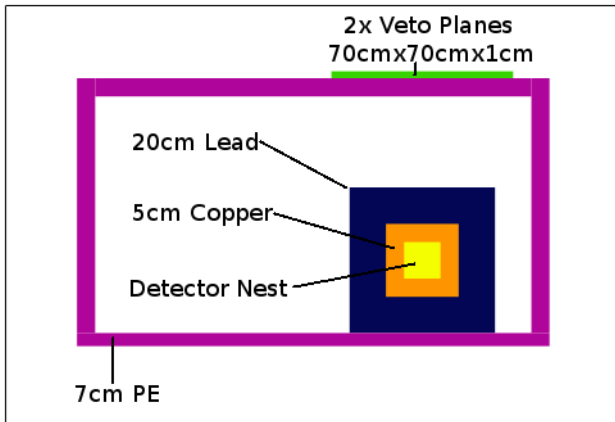 2x Veto Planes
70cmx70cmx1cm
20cm Lead
5cm Copper
Detector Nest
7cm PE